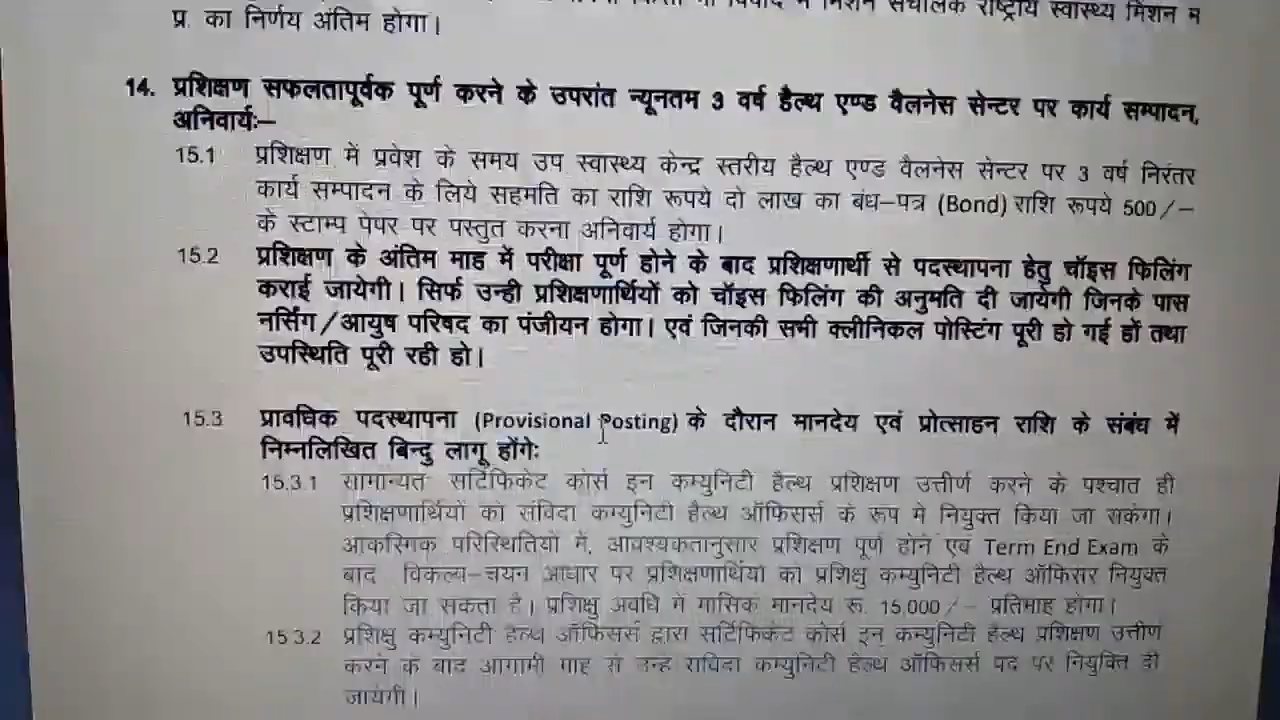 विवाद में मिशन संचालक राष्ट्रीय स्वास्थ्य मिशन म
प्र. का निर्णय अंतिम होगा।
14. प्रशिक्षण सफलतापूर्वक पूर्ण करने के उपरांत न्यूनतम 3 वर्ष हैल्थ एण्ड वैलनेस सेन्टर पर कार्य सम्पादन,
अनिवार्यः–
15.1 प्रशिक्षण में प्रवेश के समय उप स्वास्थ्य केन्द्र स्तरीय हैल्थ एण्ड वैलनेस सेन्टर पर 3 वर्ष निरंतर
कार्य सम्पादन के लिये सहमति का राशि रूपये दो लाख का बंध–पत्र (Bond) राशि रूपये 500/–
के स्टाम्प पेपर पर पस्तुत करना अनिवार्य होगा।
15.2 प्रशिक्षण के अंतिम माह में परीक्षा पूर्ण होने के बाद प्रशिक्षणार्थी से पदस्थापना हेतु चॉइस फिलिंग
कराई जायेगी। सिर्फ उन्ही प्रशिक्षणार्थियों को चॉइस फिलिंग की अनुमति दी जायेगी जिनके पास
नर्सिंग/आयुष परिषद का पंजीयन होगा। एवं जिनकी सभी क्लीनिकल पोस्टिंग पूरी हो गई हों तथा
उपस्थिति पूरी रही हो।
15.3 प्रावधिक पदस्थापना (Provisional Posting) के दौरान मानदेय एवं प्रोत्साहन राशि के संबंध में
निम्नलिखित बिन्दु लागू होंगेः
15.3.1 सामान्यतः सर्टिफिकेट कोर्स इन कम्युनिटी हैल्थ प्रशिक्षण उत्तीर्ण करने के पश्चात ही
प्रशिक्षणार्थियों को संविदा कम्युनिटी हैल्थ ऑफिसर्स के रूप मे नियुक्त किया जा सकेगा।
आकस्मिक परिस्थितियों में, आवश्यकतानुसार प्रशिक्षण पूर्ण होने एवं Term End Exam के
बाद विकल्प–चयन आधार पर प्रशिक्षणार्थियों को प्रशिक्षु कम्युनिटी हैल्थ ऑफिसर नियुक्त
किया जा सकता है। प्रशिक्षु अवधि में मासिक मानदेय रू. 15,000/– प्रतिमाह होगा।
15.3.2 प्रशिक्षु कम्युनिटी हेल्थ ऑफिसर्स द्वारा सर्टिफिकेट कोर्स इन कम्युनिटी हेल्थ प्रशिक्षण उत्तीण
करने के बाद आगामी माह से उन्हे संविदा कम्युनिटी हैल्थ ऑफिसर्स पद पर नियुक्ति दी
जायेगी।